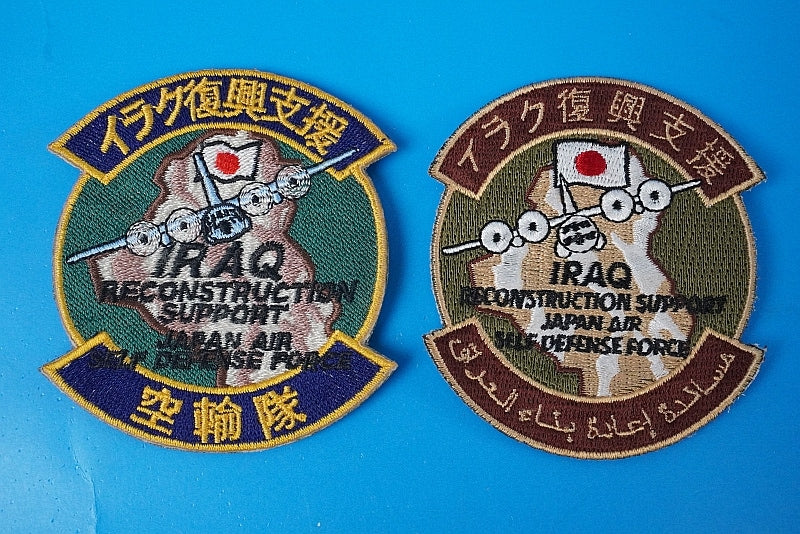 イラク復興支援
IRAQ
RECONSTRUCTION
SUPPORT
JAPAN AIR
SELF DEFENSE FORCE
空輸隊
イラク復興支援
IRAQ
RECONSTRUCTION SUPPORT
JAPAN AIR
SELF DEFENSE FORCE
مساندة إعادة بناء العراق